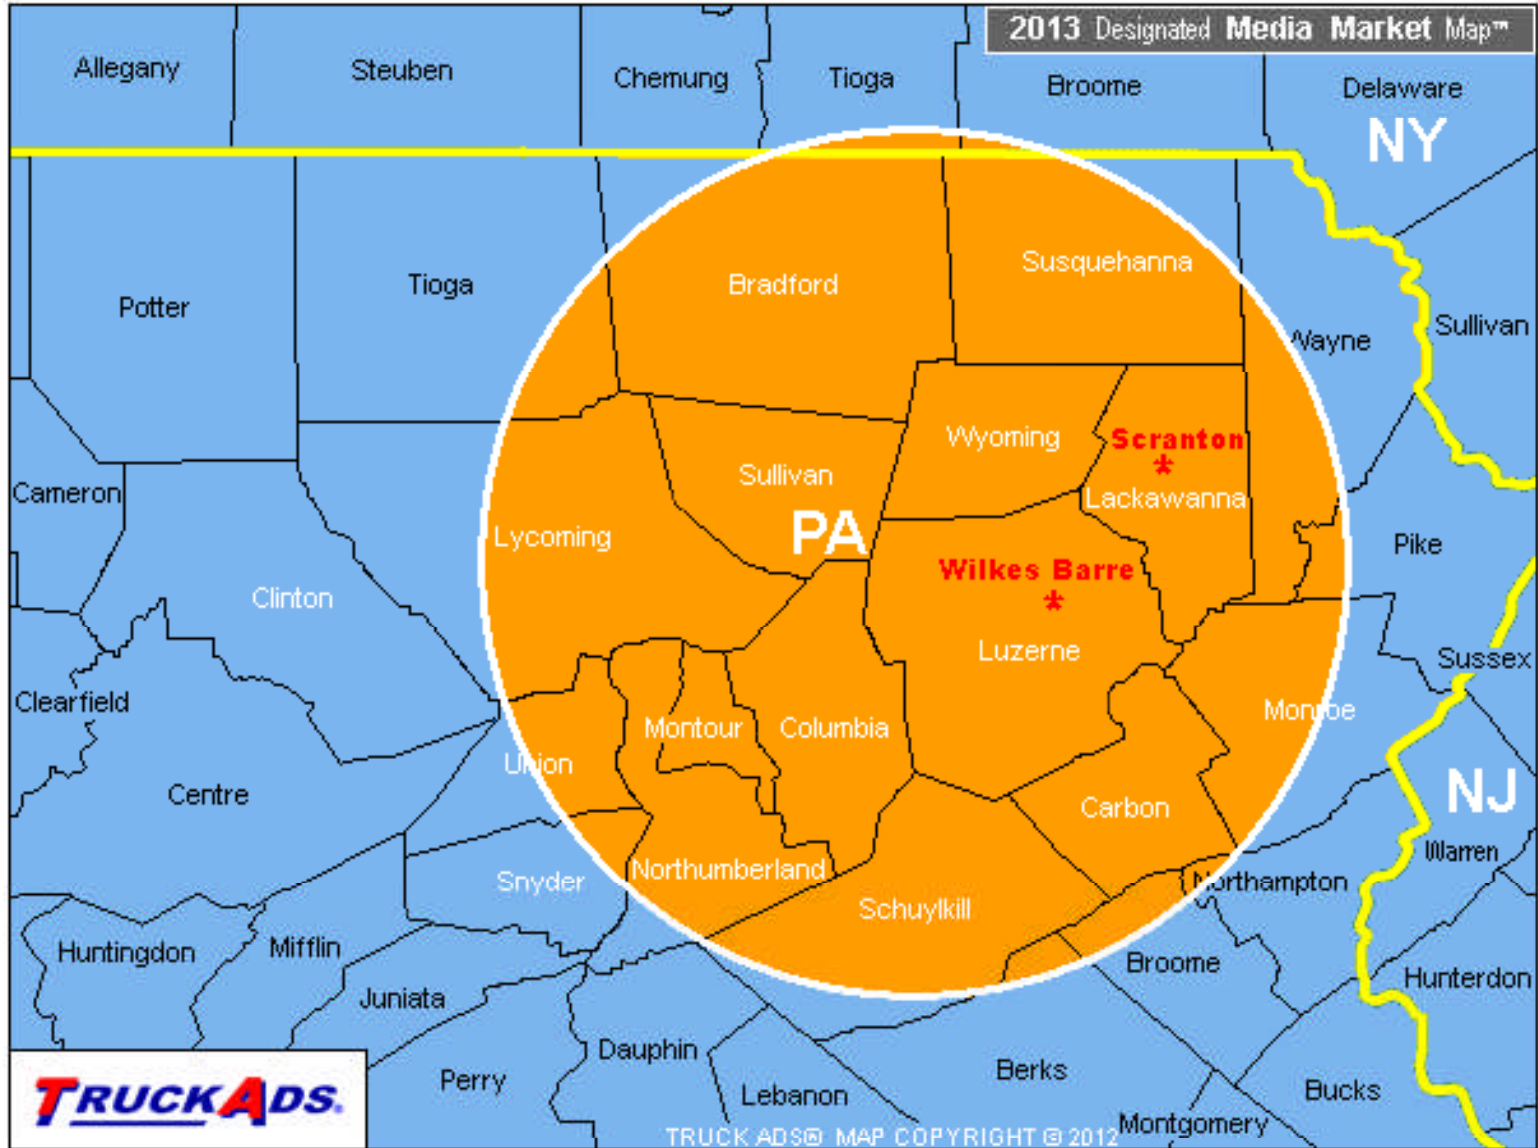 2013 Designated Media Market Map™
Allegany
Steuben
Chemung
Tioga
Broome
Delaware
NY
Potter
Tioga
Bradford
Susquehanna
Wayne
Sullivan
Cameron
Lycoming
Sullivan
Wyoming
Scranton
*
Lackawanna
PA
Pike
Clinton
Wilkes Barre
*
Luzerne
Sussex
Clearfield
Montour
Columbia
Monroe
Union
Centre
Carbon
NJ
Warren
Snyder
Northumberland
Schuylkill
Northampton
Huntingdon
Mifflin
Juniata
Broome
Hunterdon
Perry
Dauphin
Lebanon
Berks
Bucks
Montgomery
TRUCKADS.
TRUCK ADS® MAP COPYRIGHT © 2012